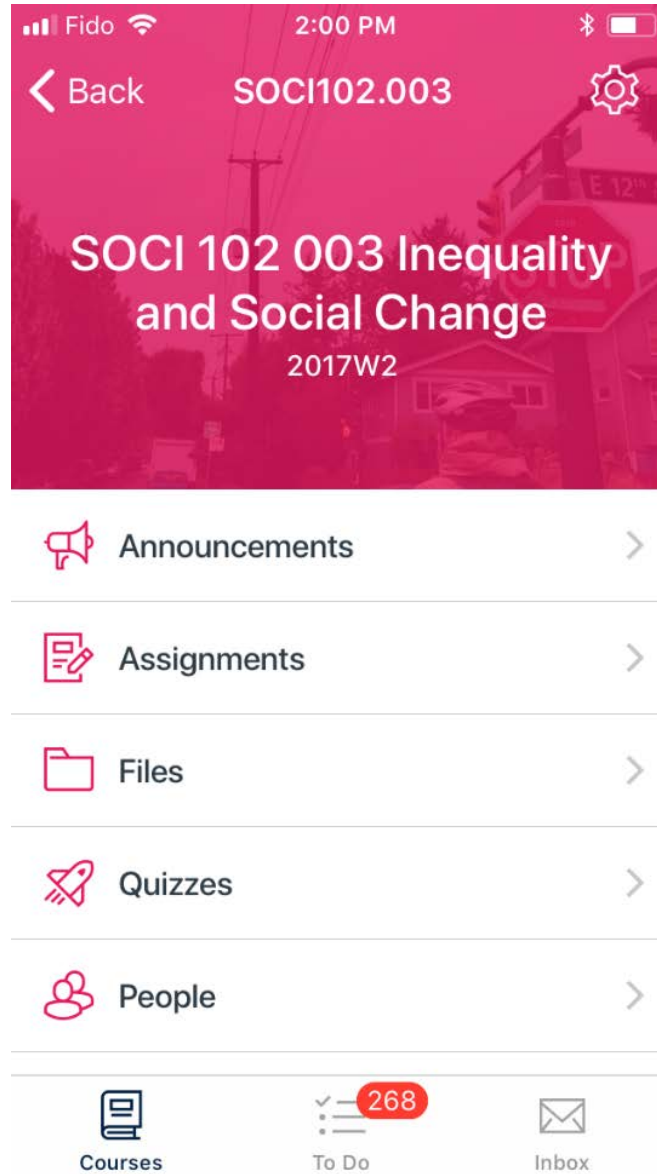 Fido 2:00 PM
Back SOCI102.003
E 12th
STOP
SOCI 102 003 Inequality
and Social Change
2017W2
Announcements
Assignments
Files
Quizzes
People
268
Courses To Do Inbox